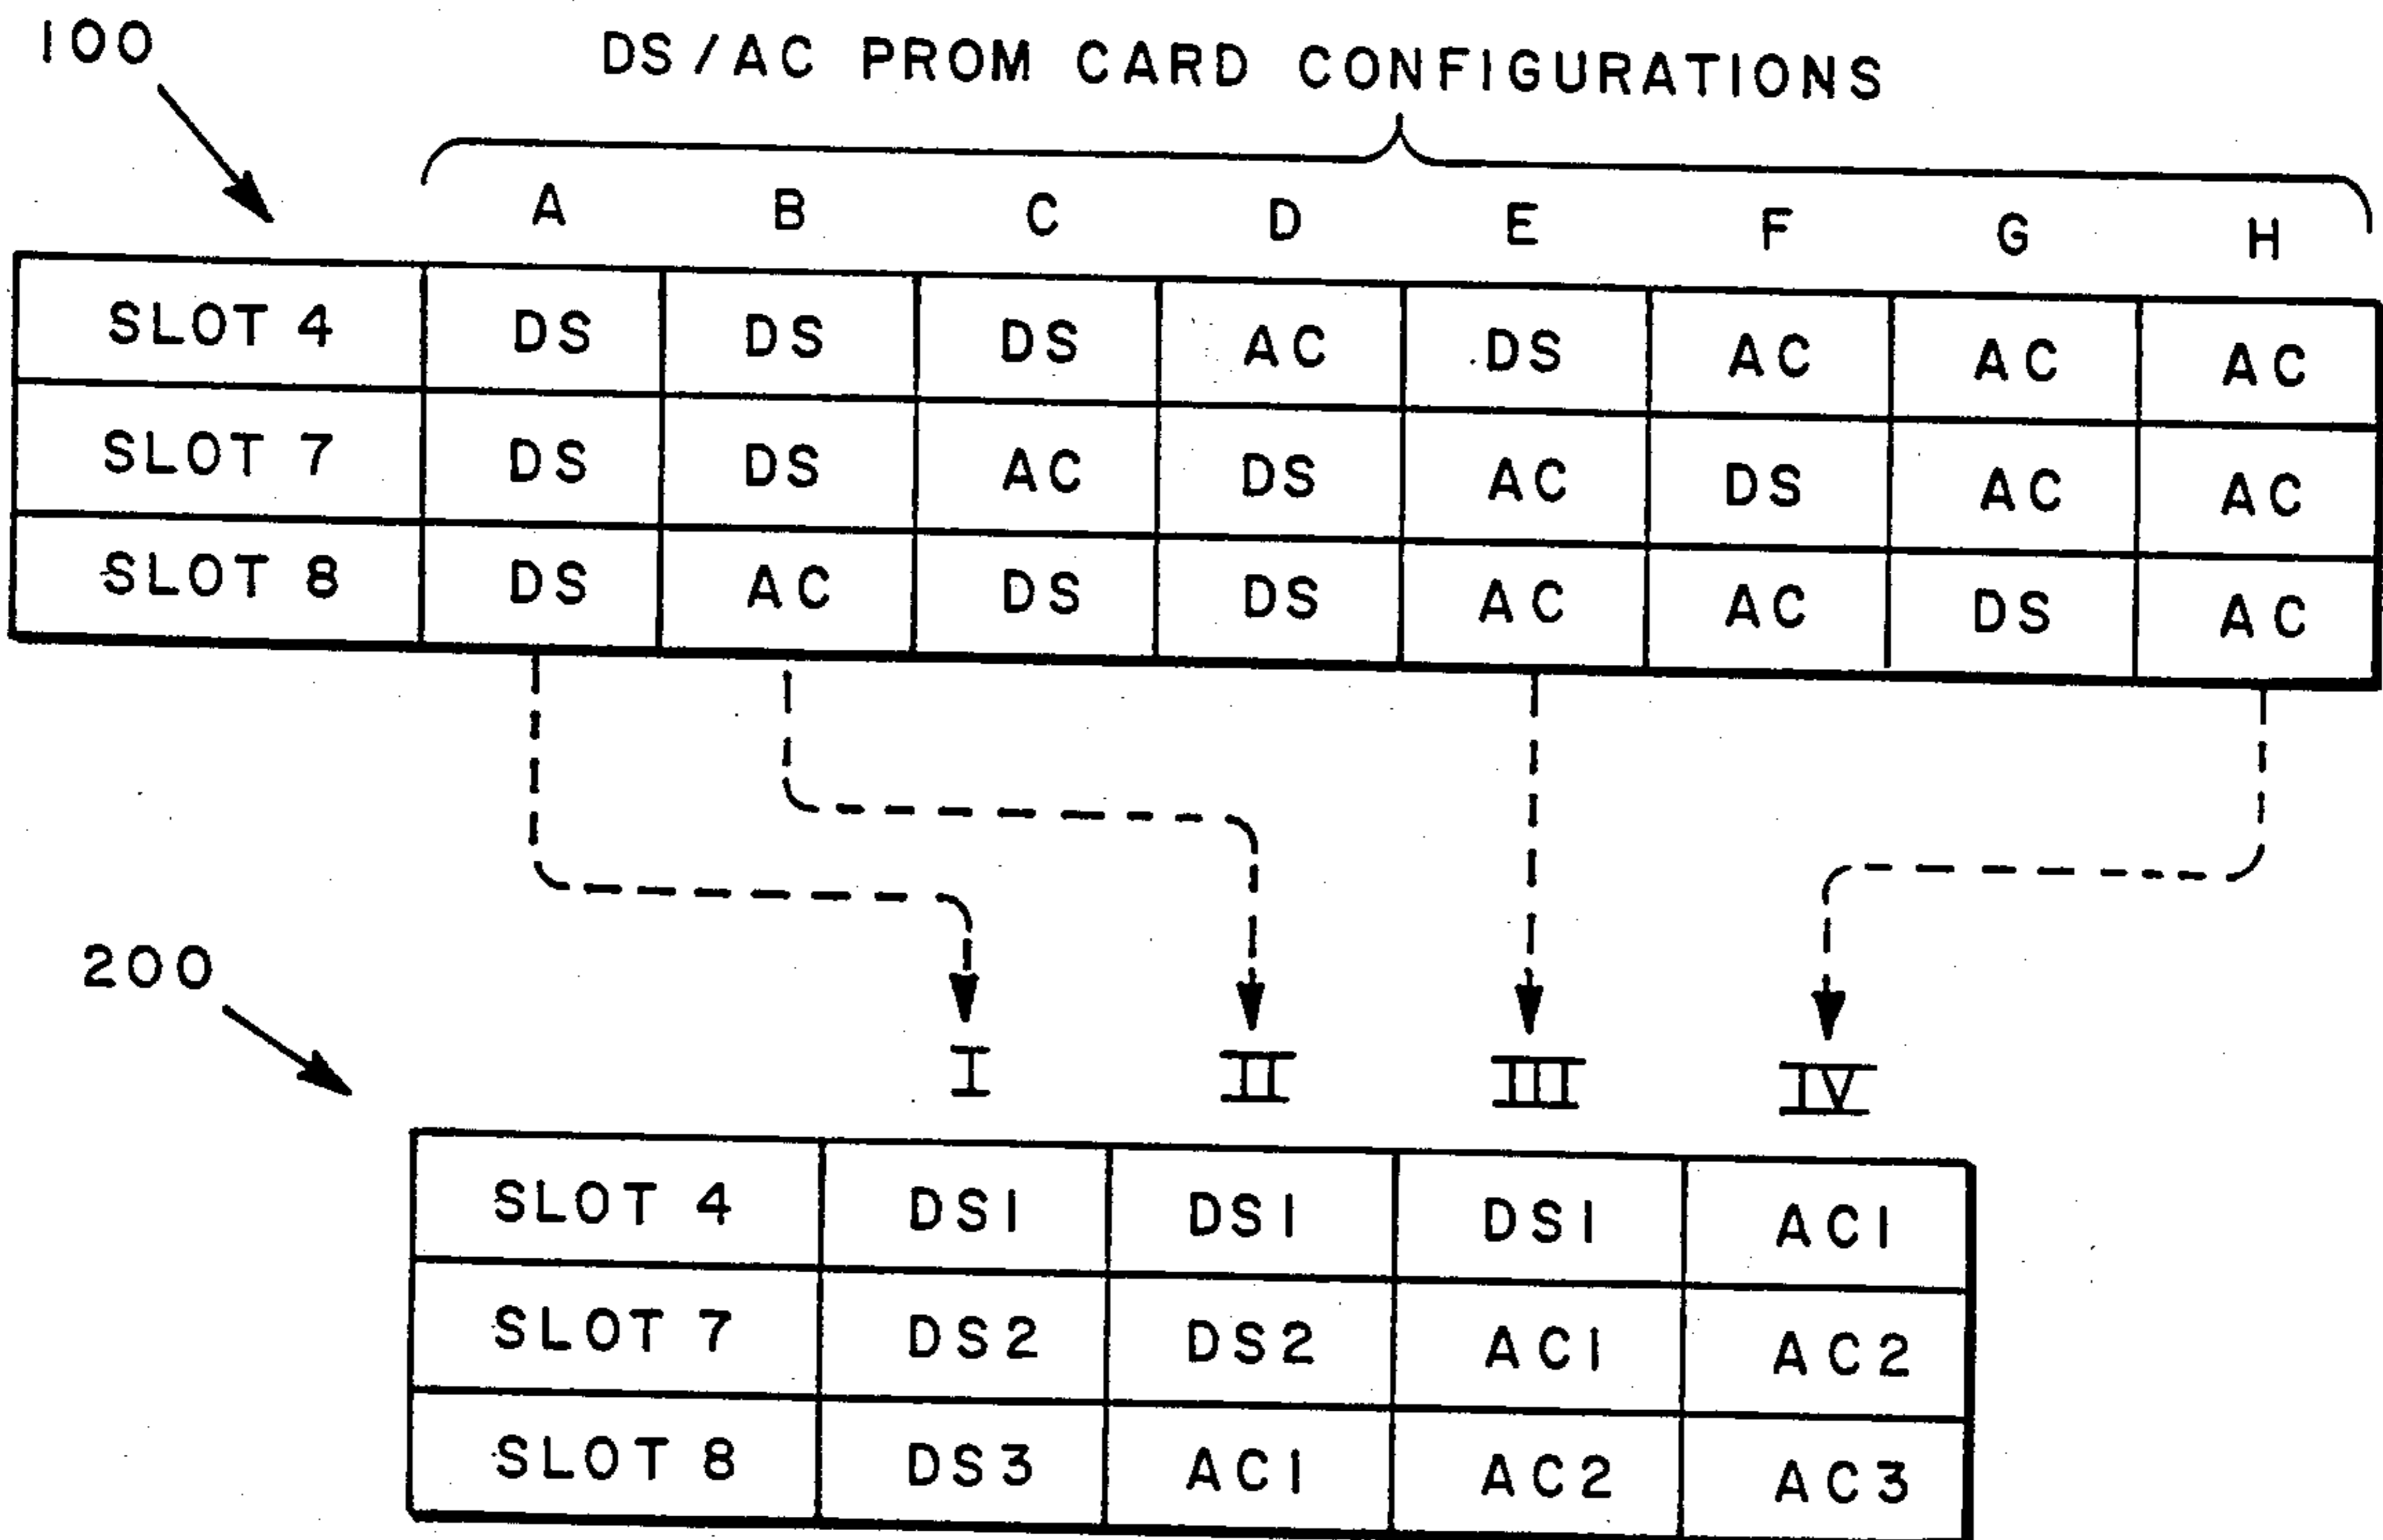 100
DS/AC PROM CARD CONFIGURATIONS
A B C D E F G H
SLOT 4 DS DS DS AC DS AC AC AC
SLOT 7 DS DS AC DS AC DS AC AC
SLOT 8 DS AC DS DS AC AC DS AC
200
I II III IV
SLOT 4 DS1 DS1 DS1 AC1
SLOT 7 DS2 DS2 AC1 AC2
SLOT 8 DS3 AC1 AC2 AC3